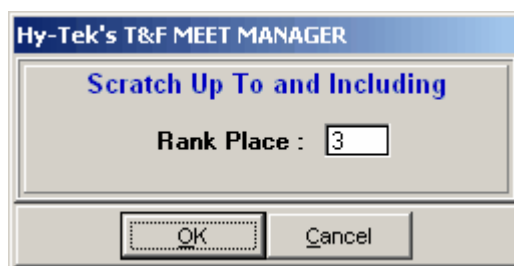 Hy-Tek's T&F MEET MANAGER
Scratch Up To and Including
Rank Place : 3
OK Cancel